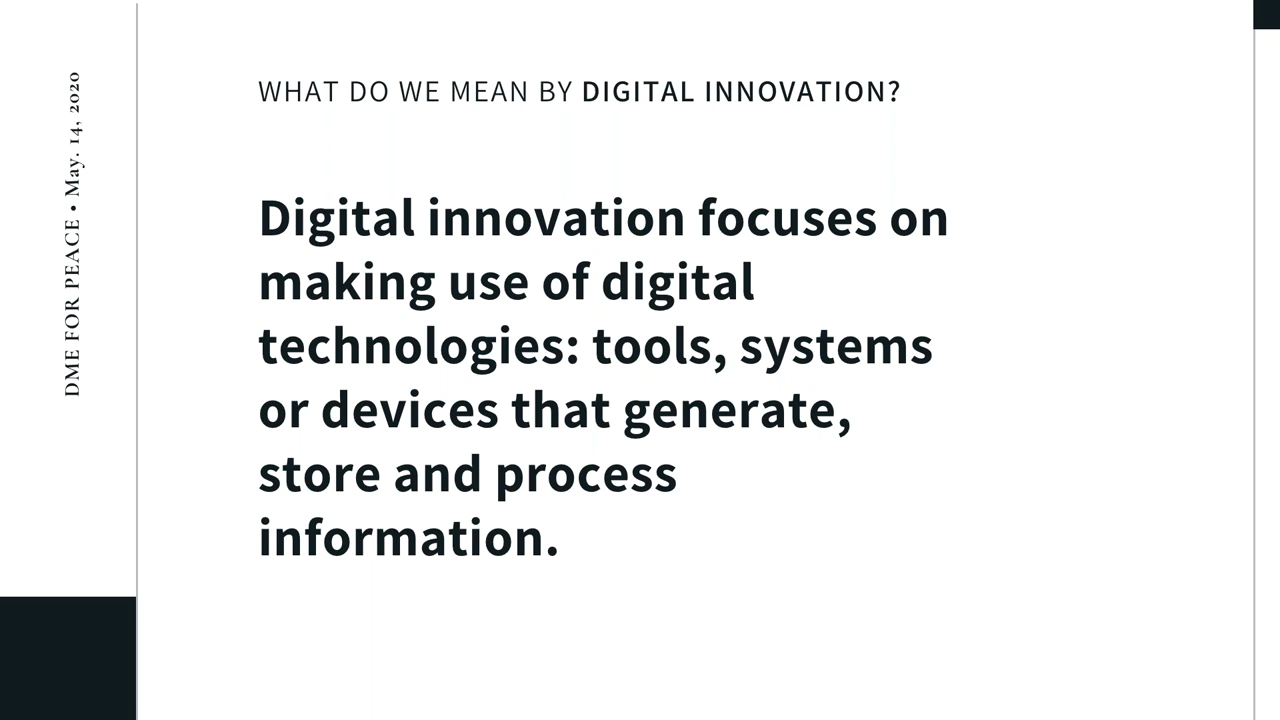 DME FOR PEACE • May. 14, 2020
WHAT DO WE MEAN BY DIGITAL INNOVATION?
Digital innovation focuses on
making use of digital
technologies: tools, systems
or devices that generate,
store and process
information.